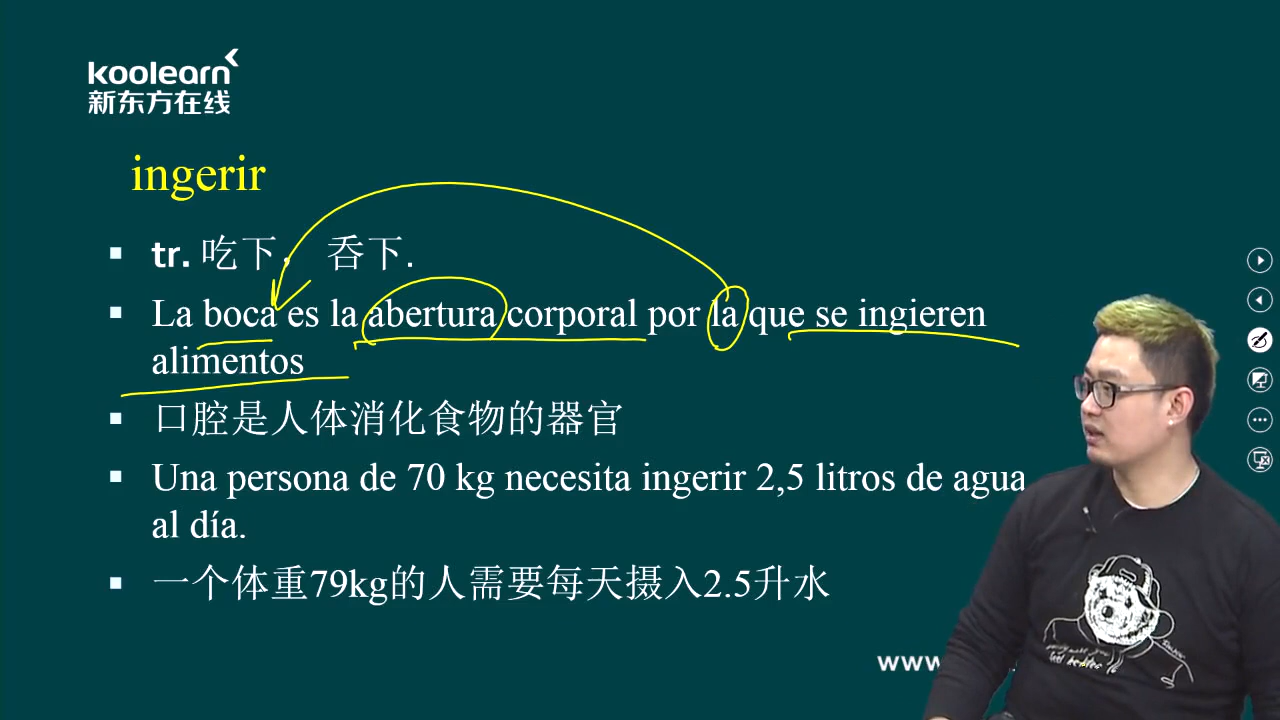 koolearn
新东方在线
ingerir
tr. 吃下， 吞下.
La boca es la abertura corporal por la que se ingieren
alimentos
口腔是人体消化食物的器官
Una persona de 70 kg necesita ingerir 2,5 litros de agua
al día.
一个体重79kg的人需要每天摄入2.5升水
www